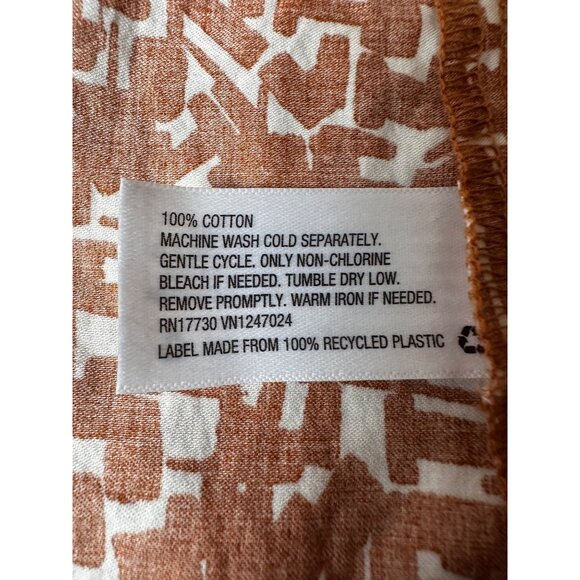 100% COTTON
MACHINE WASH COLD SEPARATELY.
GENTLE CYCLE. ONLY NON-CHLORINE
BLEACH IF NEEDED. TUMBLE DRY LOW.
REMOVE PROMPTLY. WARM IRON IF NEEDED.
RN17730 VN1247024
LABEL MADE FROM 100% RECYCLED PLASTIC